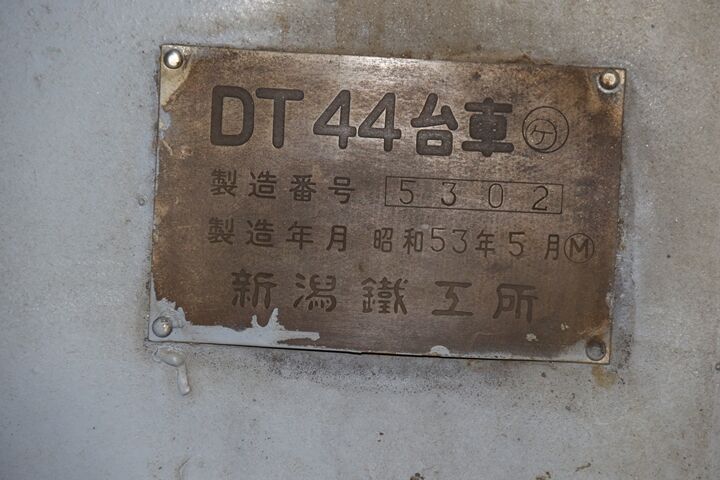 DT44台車㋘
製造番号 5302
製造年月 昭和53年5月Ⓜ
新潟鐵工所